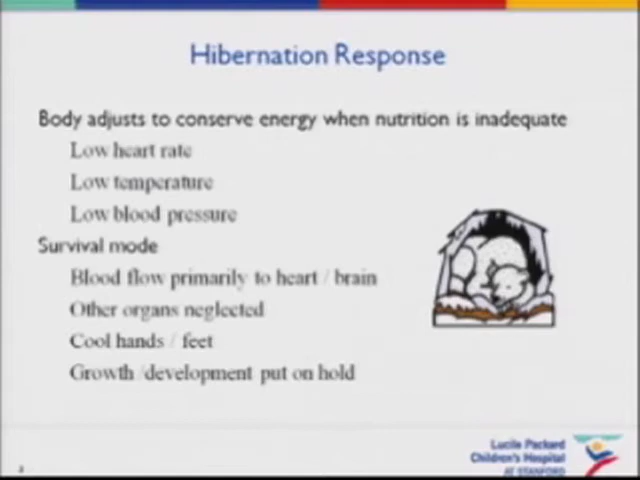 Hibernation Response
Body adjusts to conserve energy when nutrition is inadequate
Low heart rate
Low temperature
Low blood pressure
Survival mode
Blood flow primarily to heart / brain
Other organs neglected
Cool hands / feet
Growth /development put on hold
Lucile Packard
Children's Hospital
AT STANFORD